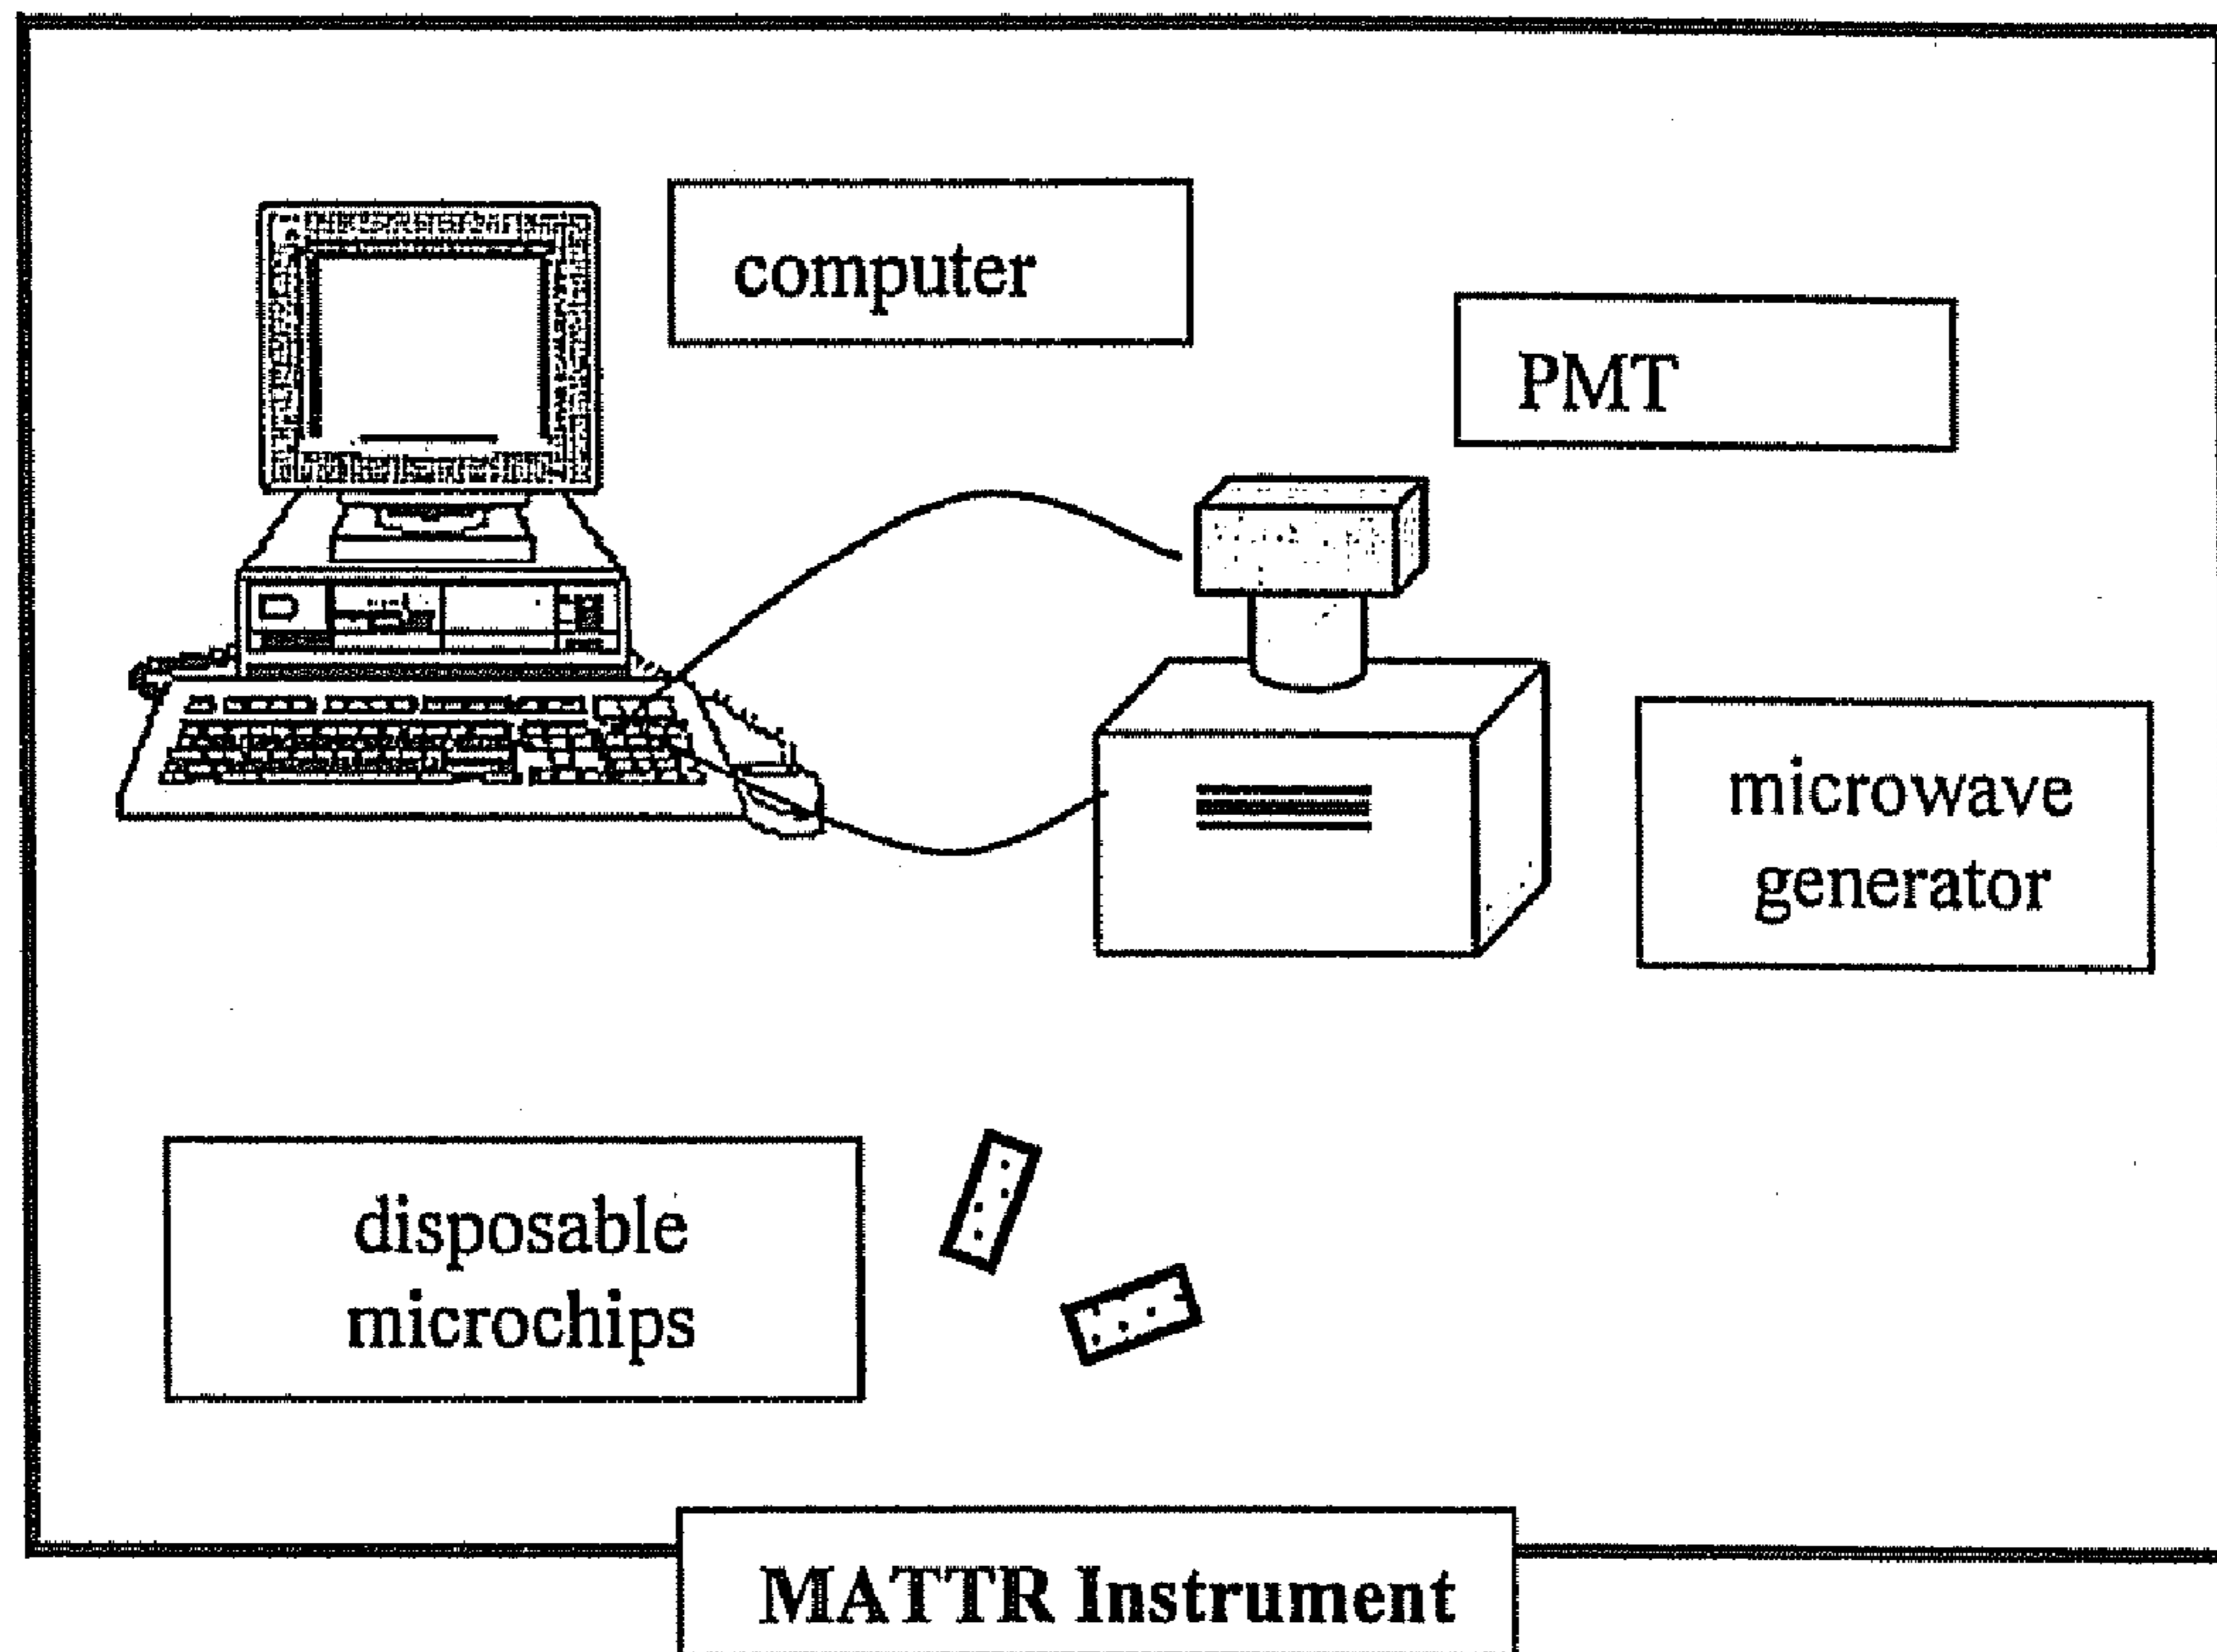 computer
PMT
microwave
generator
disposable
microchips
MATTR Instrument